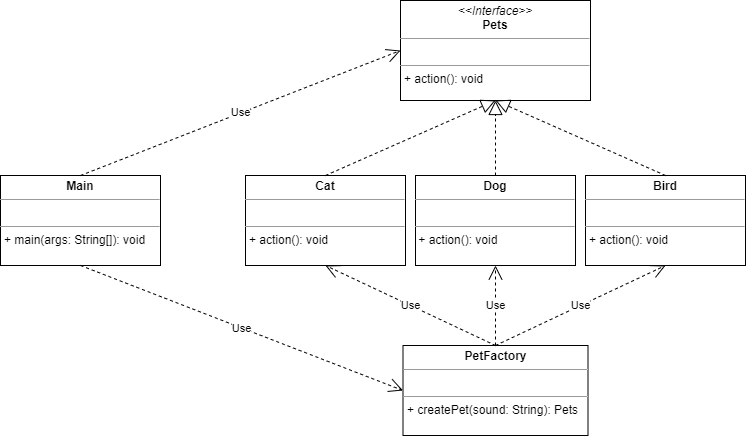 <<Interface>>
Pets
+ action(): void
Use
Main
+ main(args: String[]): void
Cat
+ action(): void
Dog
+ action(): void
Bird
+ action(): void
Use
Use
Use
Use
PetFactory
+ createPet(sound: String): Pets